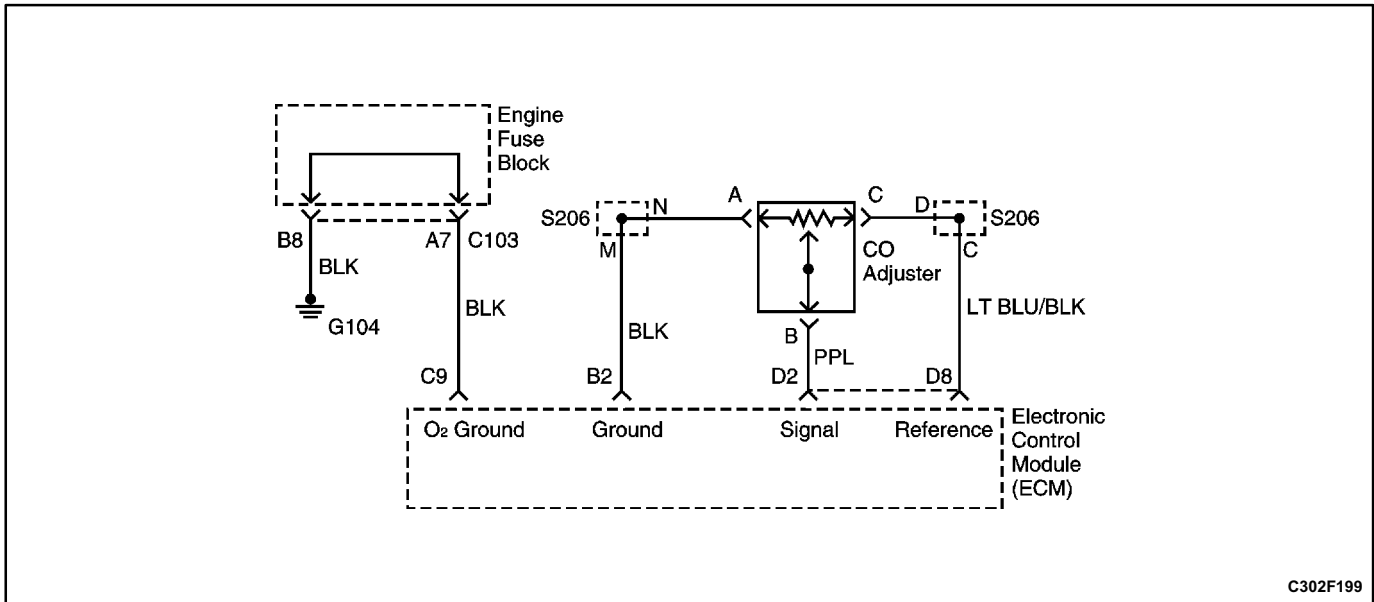 Engine
Fuse
Block
B8
A7
C103
BLK
G104
BLK
C9
S206
N
M
BLK
B2
A
C
CO
Adjuster
B
PPL
D2
D
S206
C
LT BLU/BLK
D8
O2 Ground
Ground
Signal
Reference
Electronic
Control
Module
(ECM)
C302F199